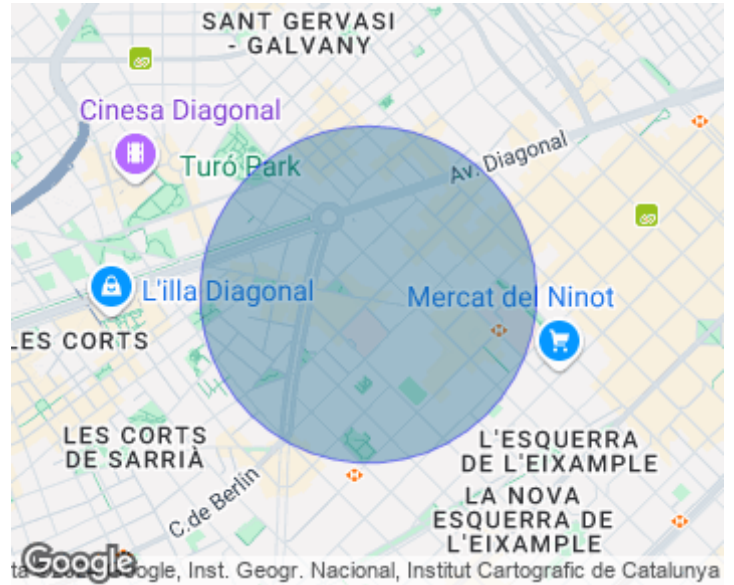 SANT GERVASI
- GALVANY
Cinesa Diagonal
Turó Park
Av. Diagonal
L'illa Diagonal
Mercat del Ninot
LES CORTS
LES CORTS
DE SARRIÀ
L'ESQUERRA
DE L'EIXAMPLE
C.de Berlín
LA NOVA
ESQUERRA DE
L'EIXAMPLE
Google
ogle, Inst. Geogr. Nacional, Institut Cartografic de Catalunya